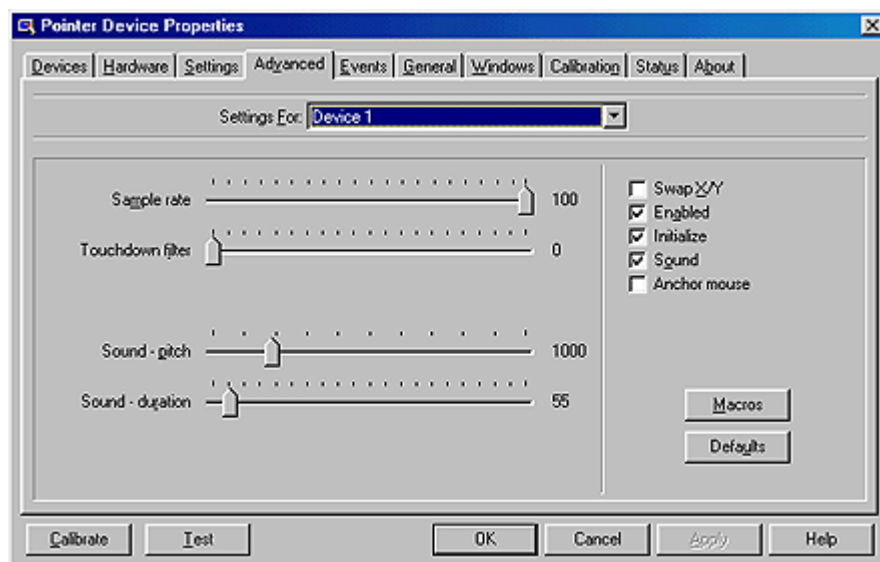 Pointer Device Properties
Devices Hardware Settings Advanced Events General Windows Calibration Status About
Settings For: Device 1
Sample rate 100
Swap X/Y
Enabled
Touchdown filter 0
Initialize
Sound
Anchor mouse
Sound - pitch 1000
Sound - duration 55
Macros
Defaults
Calibrate Test OK Cancel Apply Help